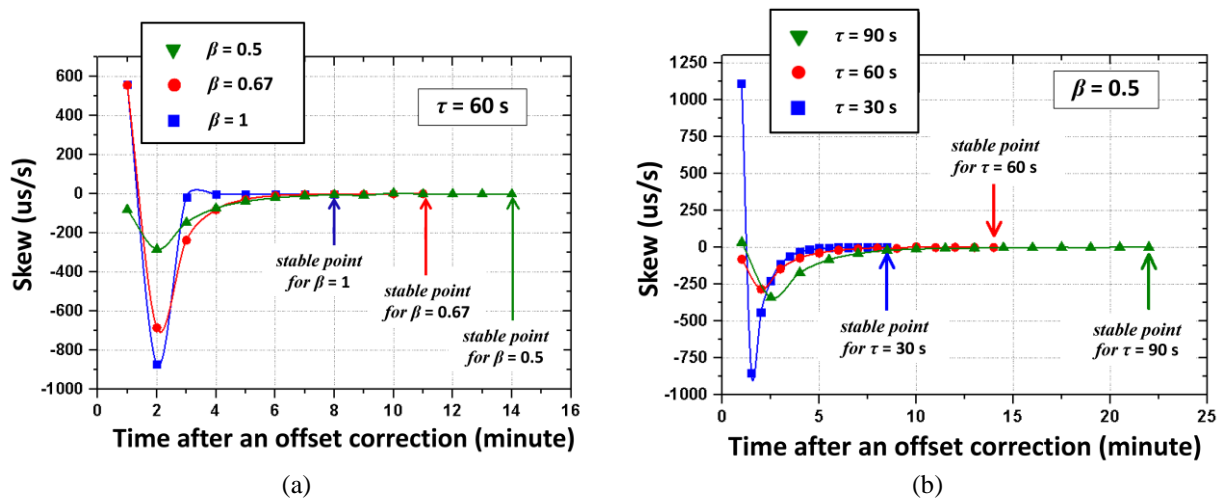 β = 0.5
β = 0.67
β = 1
τ = 60 s
600
400
200
0
-200
-400
-600
-800
-1000
Skew (us/s)
stable point
for β = 1
stable point
for β = 0.67
stable point
for β = 0.5
0 2 4 6 8 10 12 14 16
Time after an offset correction (minute)
(a)
τ = 90 s
τ = 60 s
τ = 30 s
β = 0.5
1250
1000
750
500
250
0
-250
-500
-750
-1000
Skew (us/s)
stable point
for τ = 60 s
stable point
for τ = 30 s
stable point
for τ = 90 s
0 5 10 15 20 25
Time after an offset correction (minute)
(b)